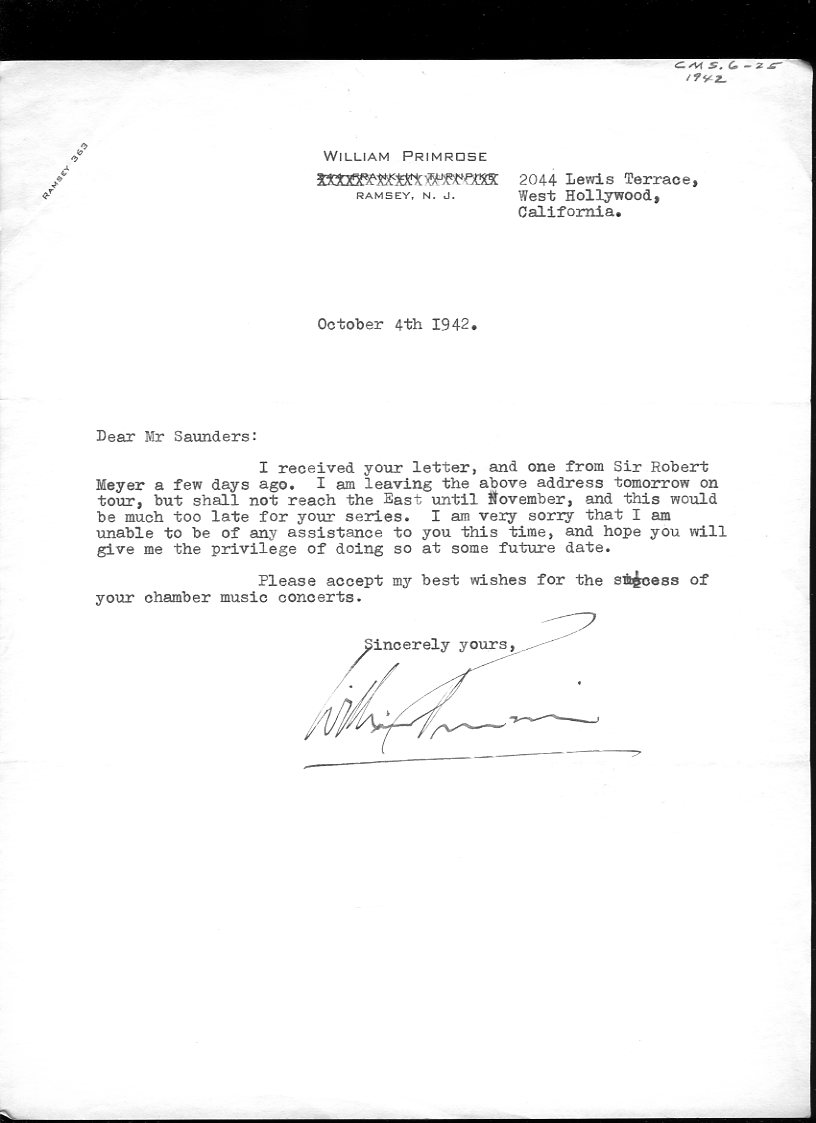 CMS. 6-25
1942
RAMSEY 363
WILLIAM PRIMROSE
FRANKLIN TURNPIKE
RAMSEY, N. J.
2044 Lewis Terrace,
West Hollywood,
California.
October 4th I942.
Dear Mr Saunders:
I received your letter, and one from Sir Robert
Meyer a few days ago. I am leaving the above address tomorrow on
tour, but shall not reach the East until November, and this would
be much too late for your series. I am very sorry that I am
unable to be of any assistance to you this time, and hope you will
give me the privilege of doing so at some future date.
Please accept my best wishes for the success of
your chamber music concerts.
Sincerely yours,
William Primrose